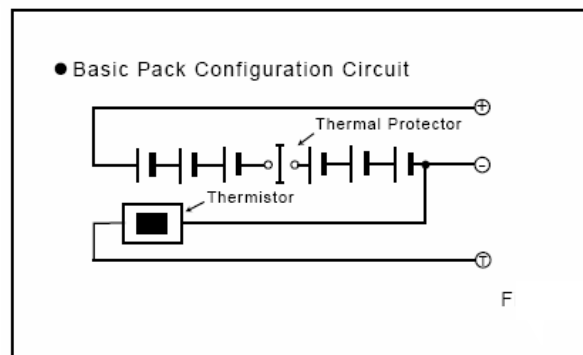 ● Basic Pack Configuration Circuit
+
Thermal Protector
-
Thermistor
T
F